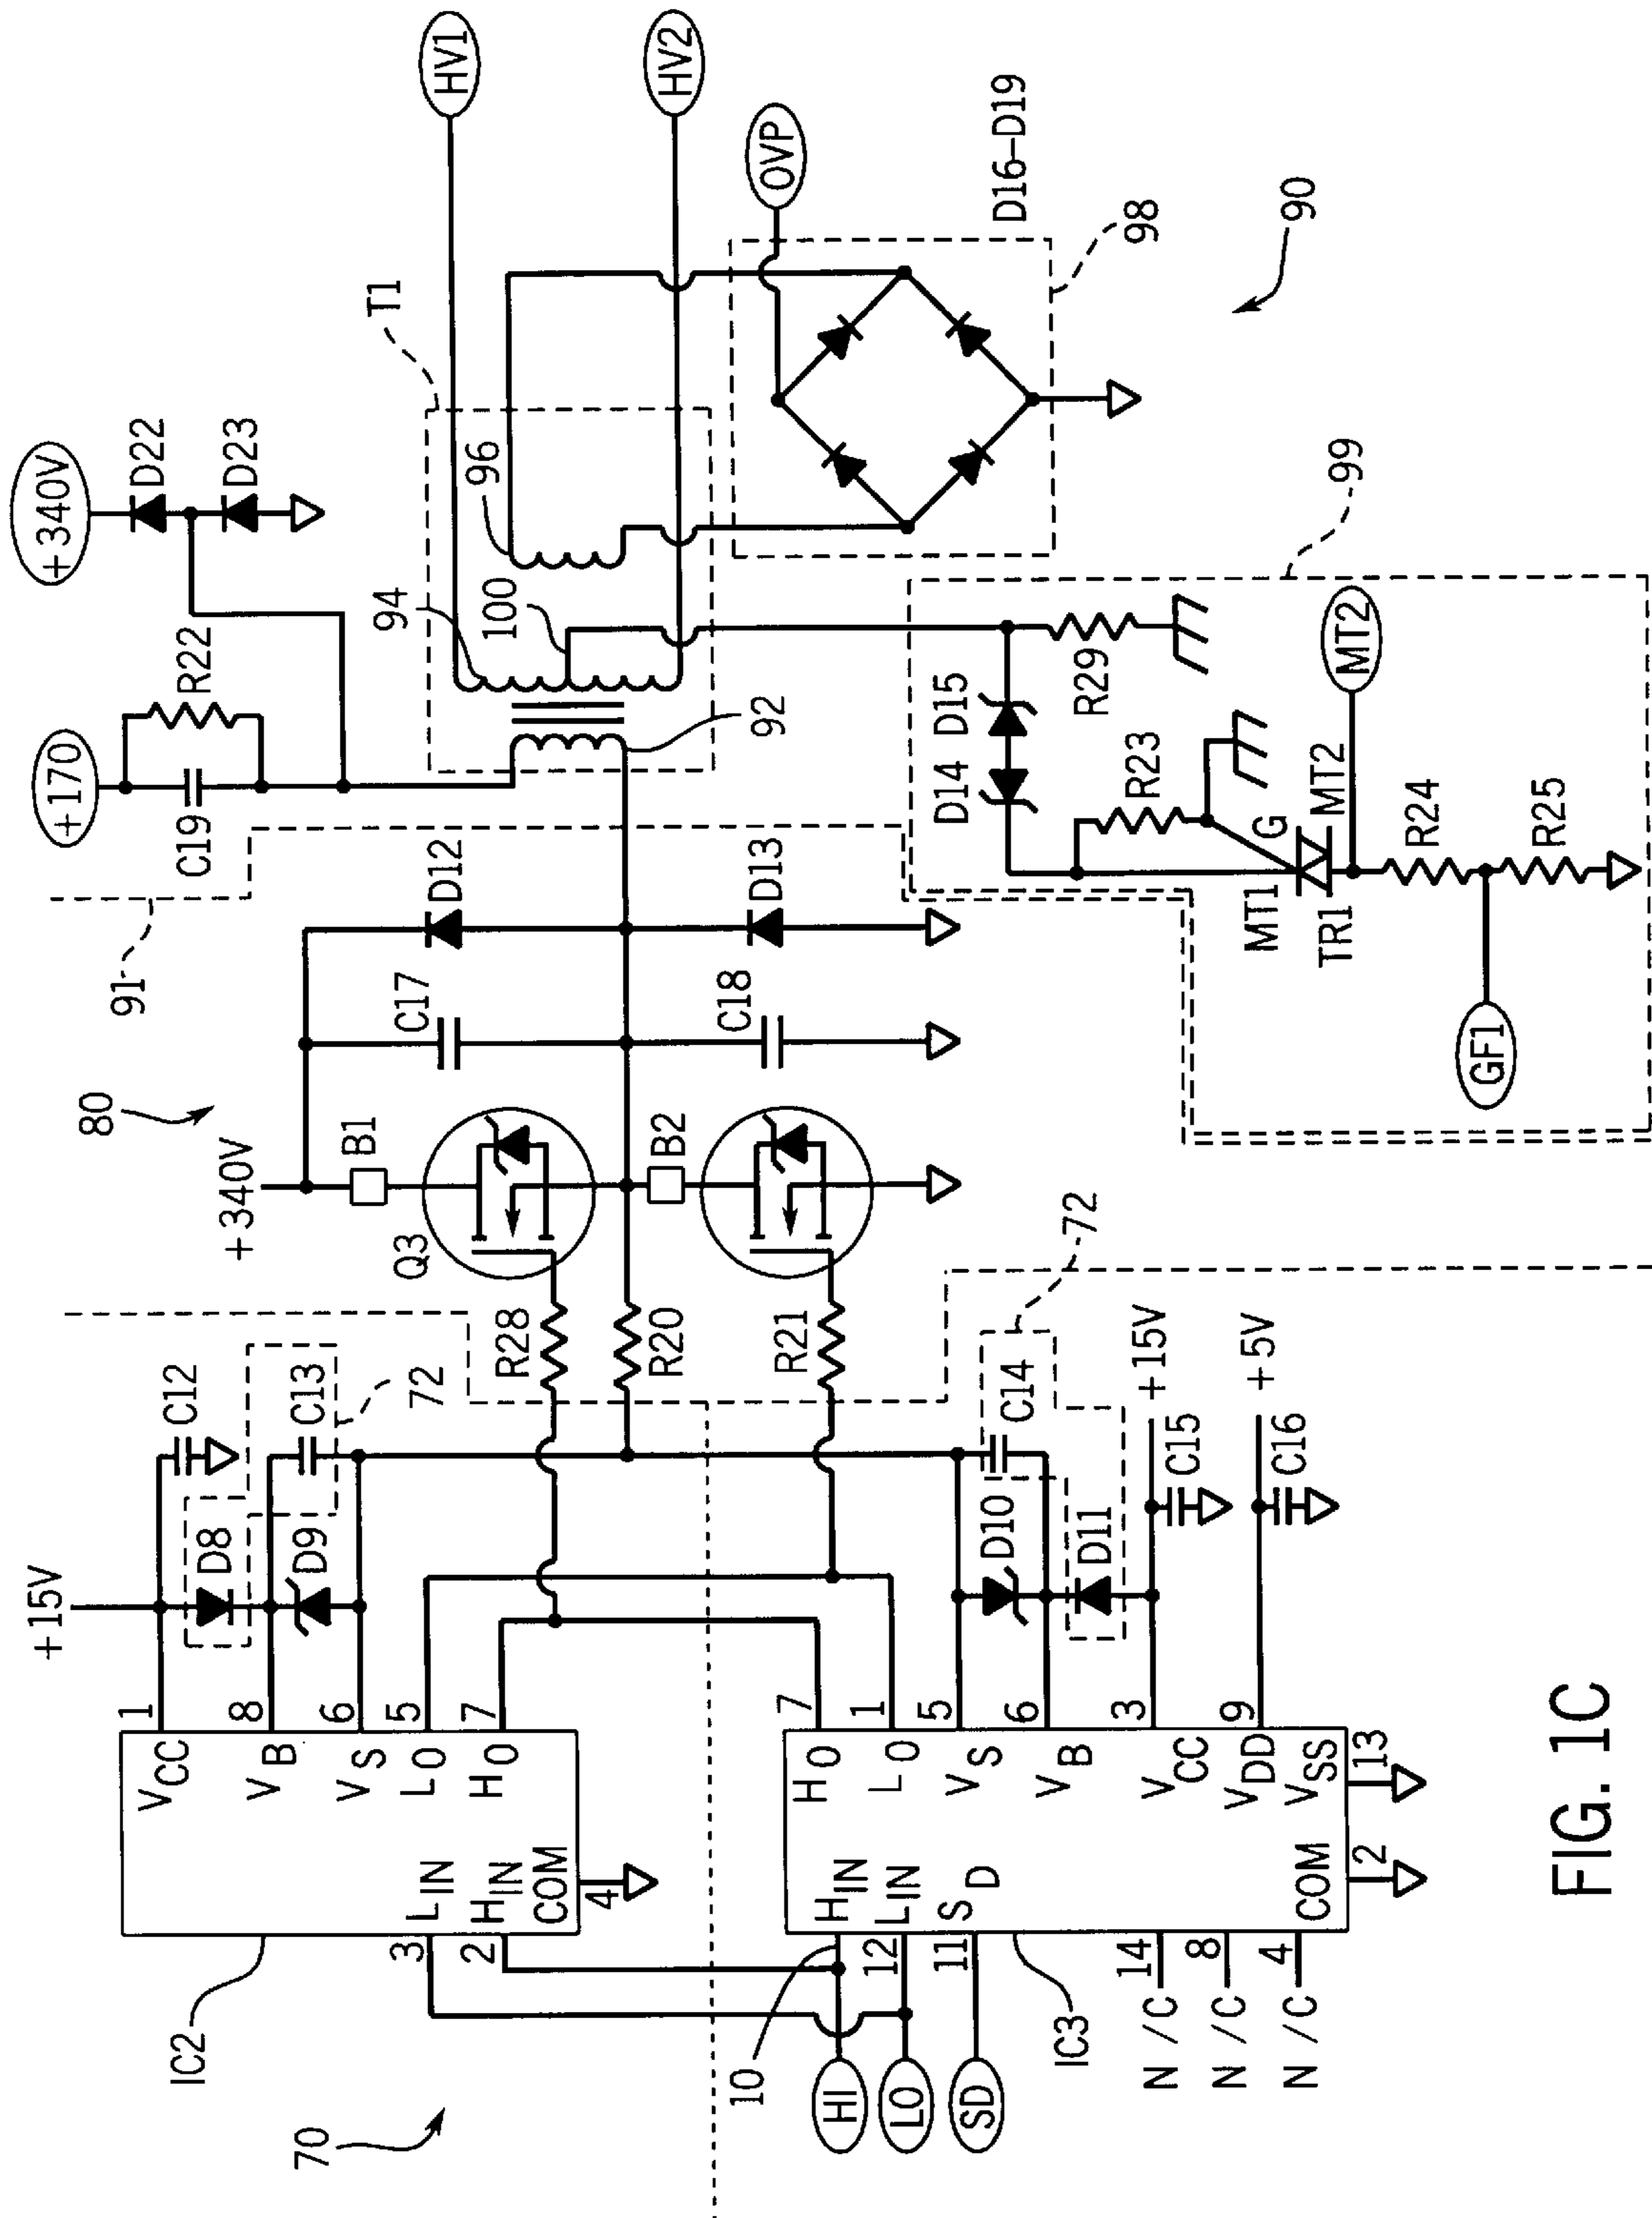 +15V
1
C12
D8
C13
8
D9
72
6
5
7
VCC
VB
VS
LO
HO
LIN
HIN
COM
4
3
2
IC2
70
+340V
80
B1
Q3
R28
R20
B2
R21
C17
C18
D12
D13
91
+170
C19
R22
+340V
D22
D23
92
94
100
96
T1
HV1
HV2
OVP
D16-D19
98
90
99
D14
D15
R29
R23
G
MT1
MT2
TR1
MT2
R24
R25
GF1
72
C14
D10
D11
+15V
C15
+5V
C16
7
1
5
6
3
9
HO
LO
VS
VB
VCC
VDD
VSS
13
COM
2
HIN
LIN
SD
10
12
11
HI
LO
SD
IC3
14
8
4
N/C
N/C
N/C
FIG. 1C